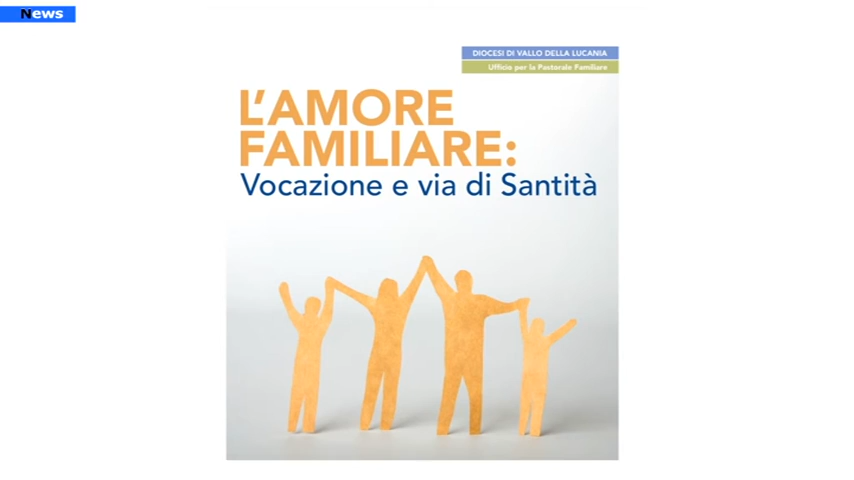 News
DIOCESI DI VALLO DELLA LUCANIA
Ufficio per la Pastorale Familiare
L'AMORE
FAMILIARE:
Vocazione e via di Santità